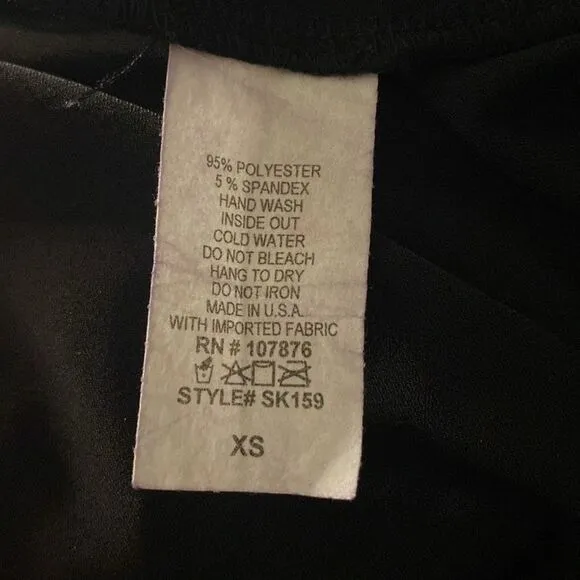 95% POLYESTER
5 % SPANDEX
HAND WASH
INSIDE OUT
COLD WATER
DO NOT BLEACH
HANG TO DRY
DO NOT IRON
MADE IN U.S.A.
WITH IMPORTED FABRIC
RN # 107876
STYLE# SK159
XS